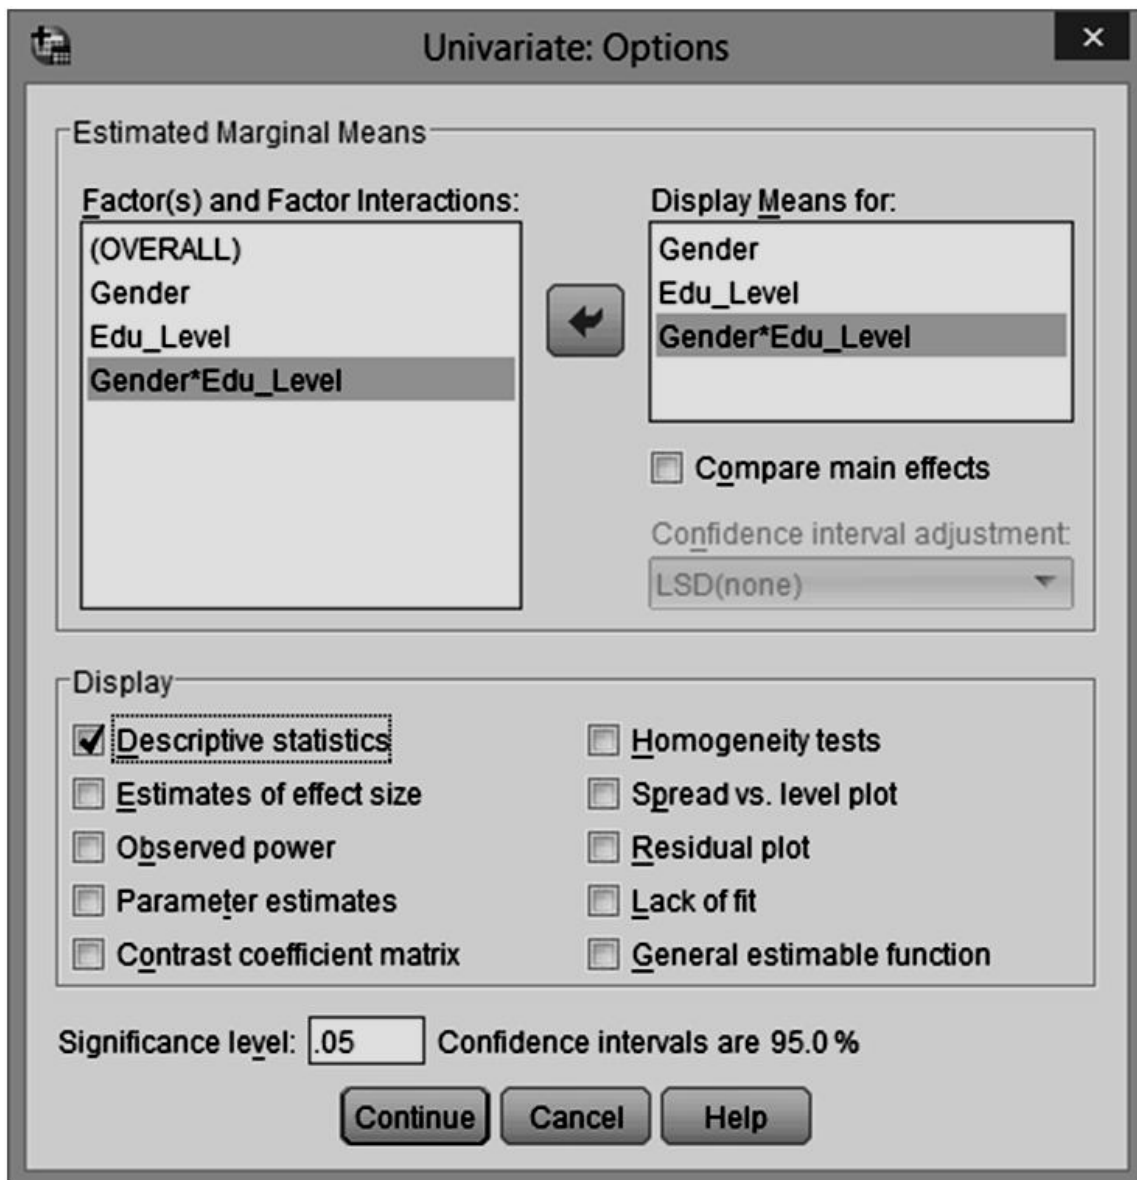 Univariate: Options
Estimated Marginal Means
Factor(s) and Factor Interactions:
(OVERALL)
Gender
Edu_Level
Gender*Edu_Level
Display Means for:
Gender
Edu_Level
Gender*Edu_Level
Compare main effects
Confidence interval adjustment:
LSD(none)
Display
Descriptive statistics
Estimates of effect size
Observed power
Parameter estimates
Contrast coefficient matrix
Homogeneity tests
Spread vs. level plot
Residual plot
Lack of fit
General estimable function
Significance level: .05 Confidence intervals are 95.0 %
Continue Cancel Help